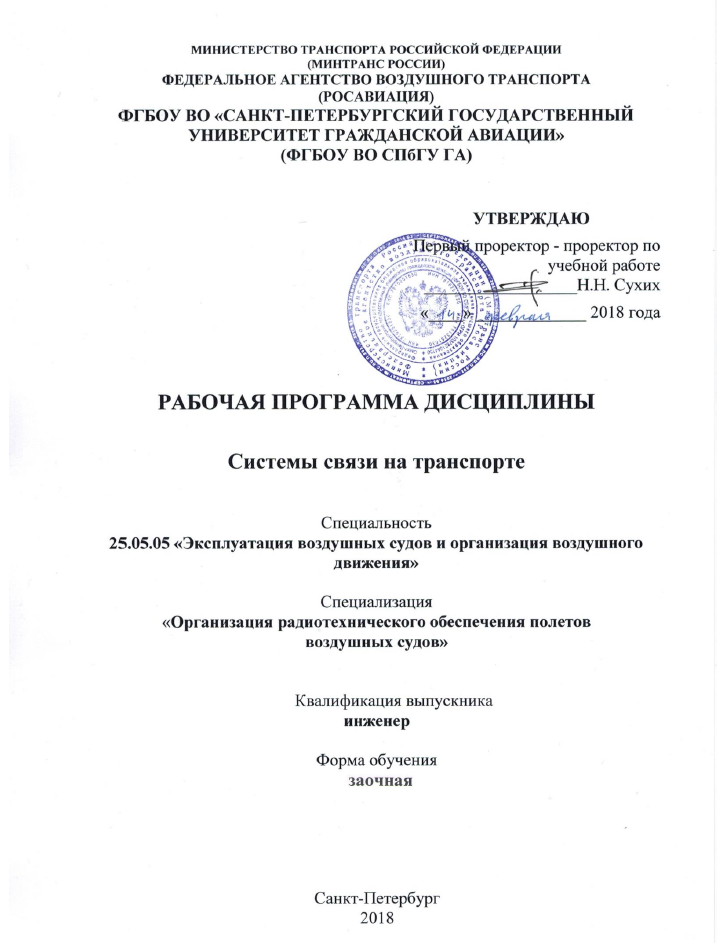 МИНИСТЕРСТВО ТРАНСПОРТА РОССИЙСКОЙ ФЕДЕРАЦИИ
(МИНТРАНС РОССИИ)
ФЕДЕРАЛЬНОЕ АГЕНТСТВО ВОЗДУШНОГО ТРАНСПОРТА
(РОСАВИАЦИЯ)
ФГБОУ ВО «САНКТ-ПЕТЕРБУРГСКИЙ ГОСУДАРСТВЕННЫЙ
УНИВЕРСИТЕТ ГРАЖДАНСКОЙ АВИАЦИИ»
(ФГБОУ ВО СПбГУ ГА)
УТВЕРЖДАЮ
Первый проректор - проректор по
учебной работе
Н.Н. Сухих
«14» февраля 2018 года
РАБОЧАЯ ПРОГРАММА ДИСЦИПЛИНЫ
Системы связи на транспорте
Специальность
25.05.05 «Эксплуатация воздушных судов и организация воздушного
движения»
Специализация
«Организация радиотехнического обеспечения полетов
воздушных судов»
Квалификация выпускника
инженер
Форма обучения
заочная
Санкт-Петербург
2018